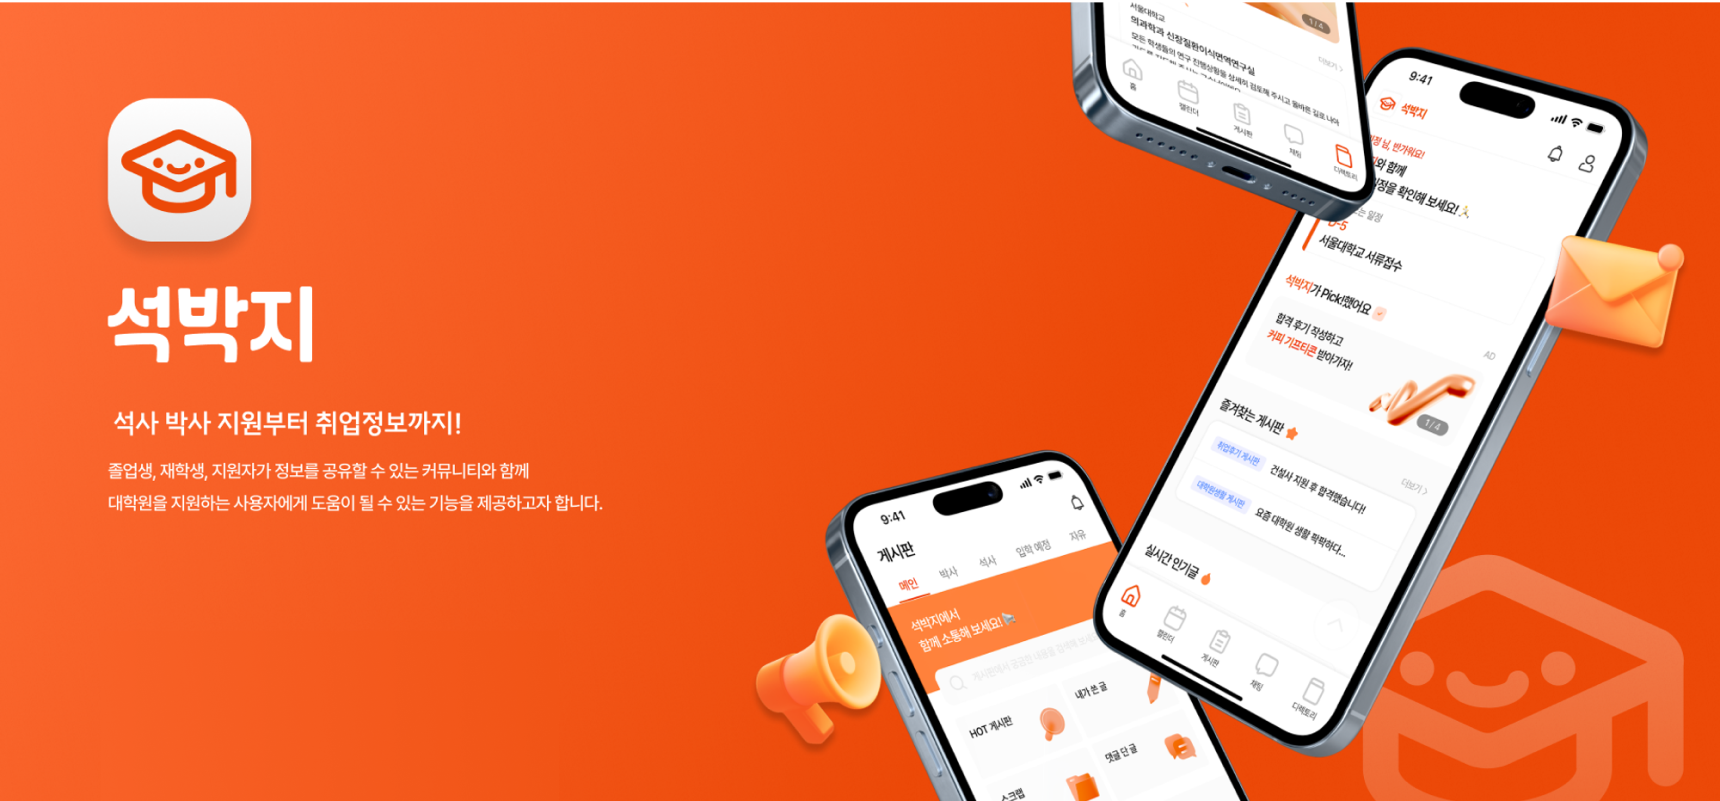 석박지
석사 박사 지원부터 취업정보까지!
졸업생, 재학생, 지원자가 정보를 공유할 수 있는 커뮤니티와 함께
대학원을 지원하는 사용자에게 도움이 될 수 있는 기능을 제공하고자 합니다.
서울대학교
의과학과 신장질환이식면역연구실
모든 학생들의 연구 진행상황을 상세히 검토해 주시고 올바른 길로 나아
1 / 4
더보기 >
홈
캘린더
게시판
채팅
디렉토리
9:41
석박지
님, 반가워요!
와 함께
일정을 확인해 보세요!
일정
D-5
서울대학교 서류접수
석박지가 Pick!했어요
합격 후기 작성하고
커피 기프티콘 받아가자!
AD
1 / 4
즐겨찾는 게시판
더보기 >
취업후기 게시판 건설사 지원 후 합격했습니다!
대학원생활 게시판 요즘 대학원 생활 팍팍하다...
실시간 인기글
홈
캘린더
게시판
채팅
디렉토리
9:41
게시판
메인 박사 석사 입학 예정 자유
석박지에서
함께 소통해 보세요!
게시판에서 궁금한 내용을 검색해 보세
HOT 게시판
내가 쓴 글
스크랩
댓글 단 글